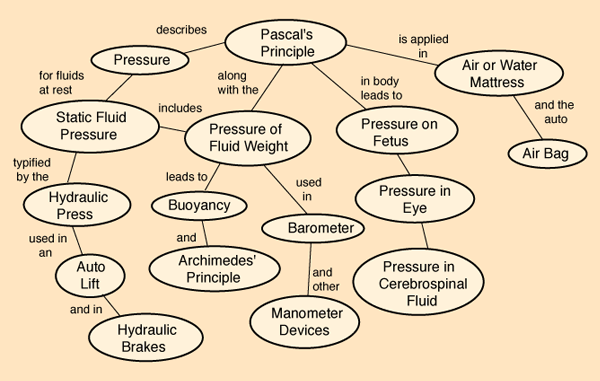 describes
Pascal's
Principle
is applied
in
Pressure
Air or Water
Mattress
for fluids
at rest
along
with the
in body
leads to
and the
auto
Static Fluid
Pressure
includes
Pressure of
Fluid Weight
Pressure on
Fetus
Air Bag
typified
by the
leads to
used
in
Hydraulic
Press
Buoyancy
Pressure in
Eye
Barometer
used in
an
and
Auto
Lift
Archimedes'
Principle
and
other
Pressure in
Cerebrospinal
Fluid
and in
Hydraulic
Brakes
Manometer
Devices